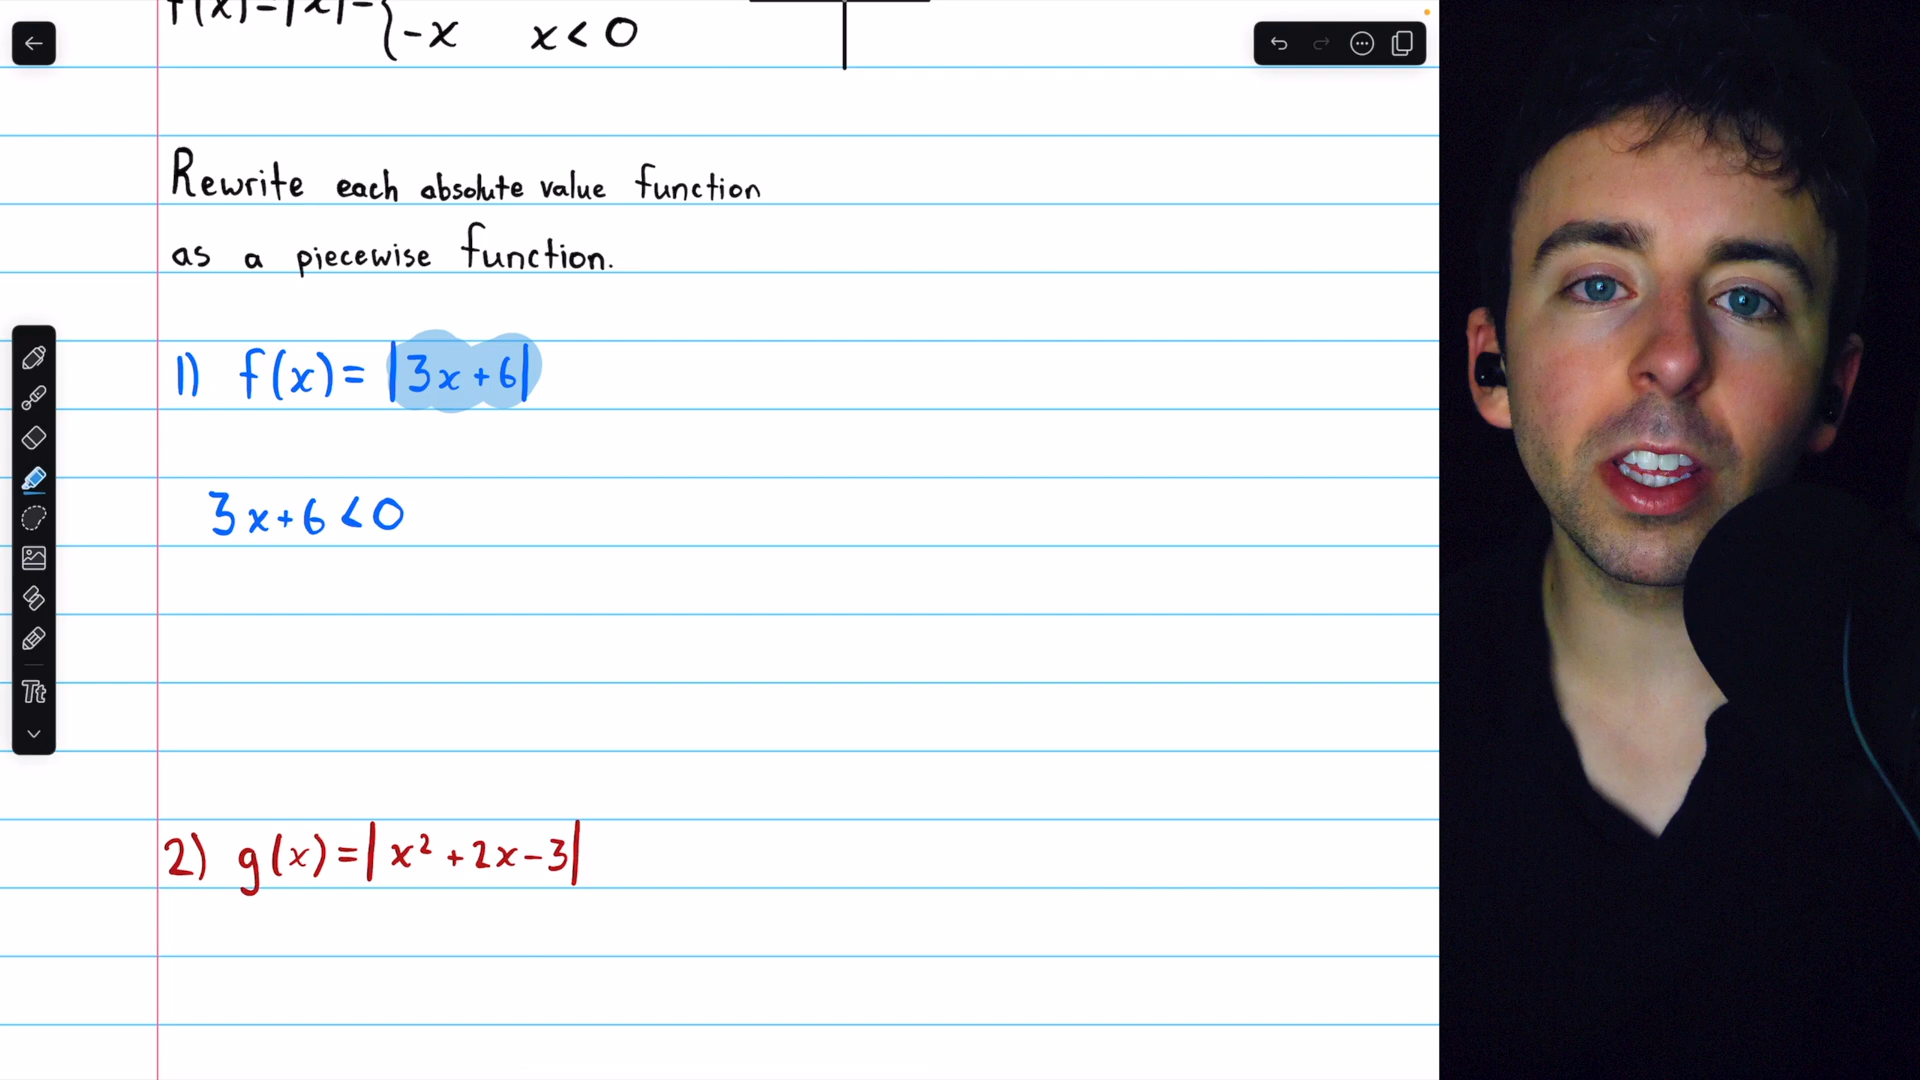 f(x)=|x|={
-x x<0
Rewrite each absolute value function
as a piecewise function.
1) f(x)= |3x+6|
3x+6<0
2) g(x)=|x²+2x-3|
Tt